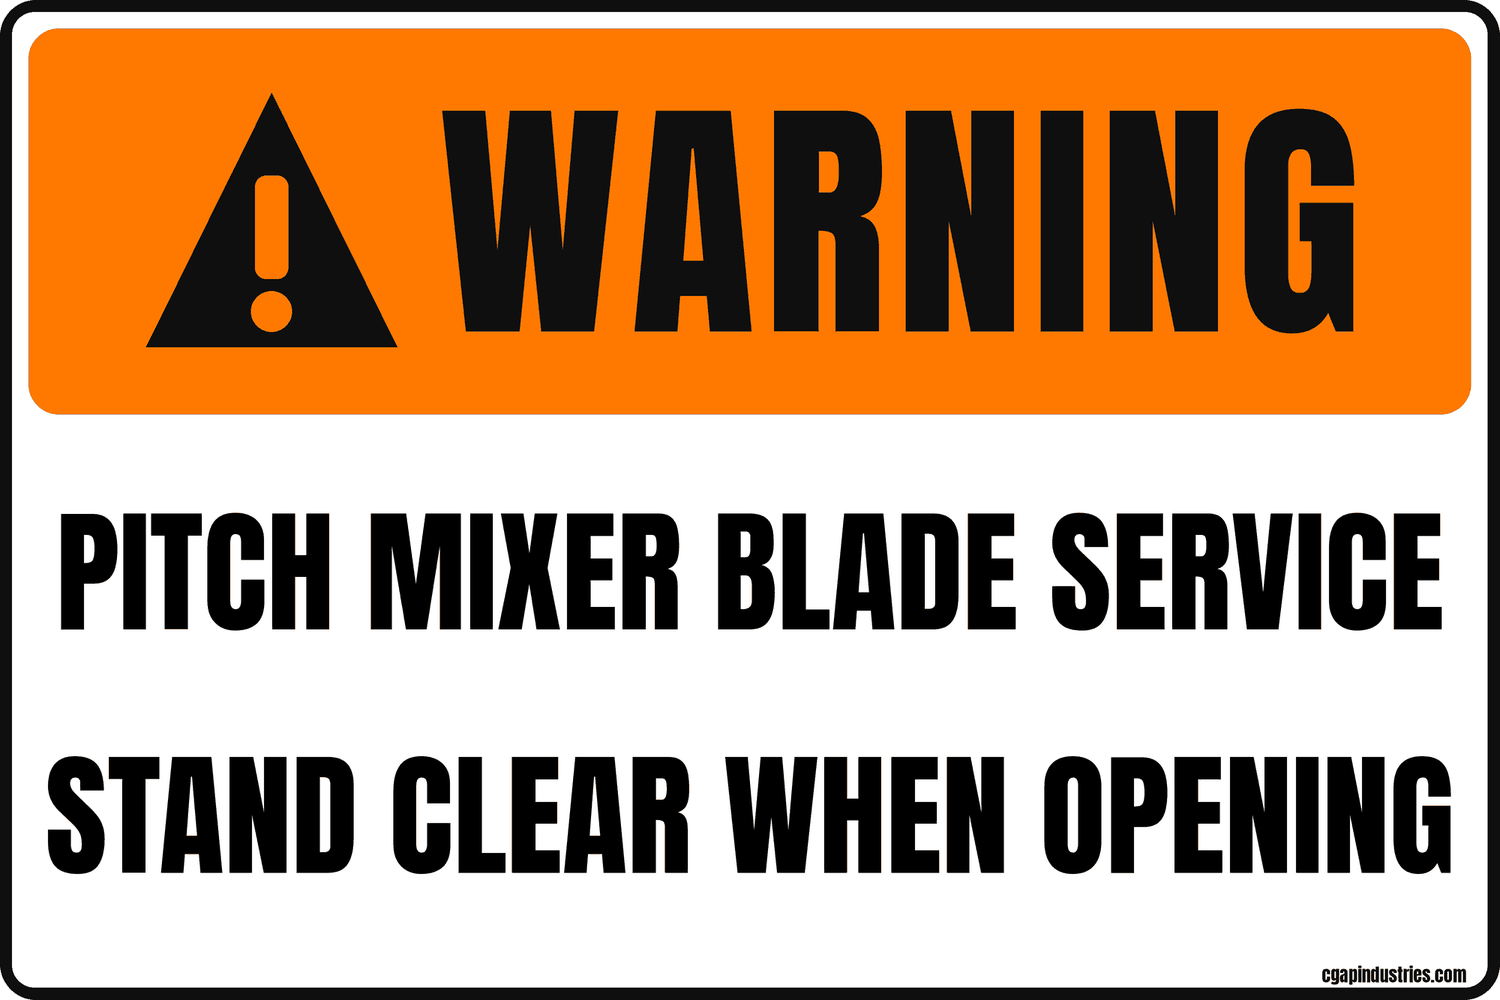 WARNING
PITCH MIXER BLADE SERVICE
STAND CLEAR WHEN OPENING
cgapindustries.com